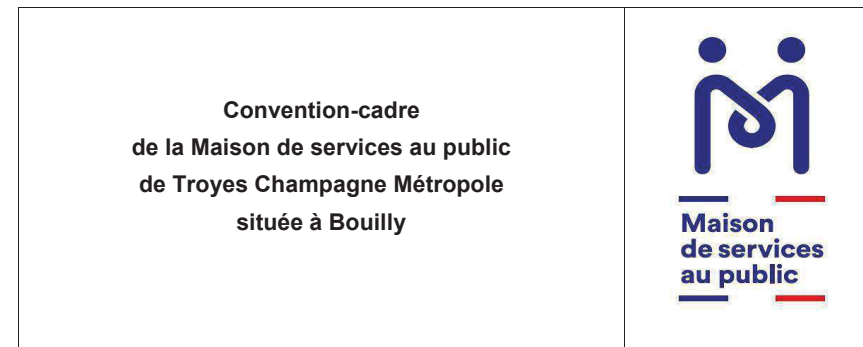 Convention-cadre
de la Maison de services au public
de Troyes Champagne Métropole
située à Bouilly
Maison
de services
au public